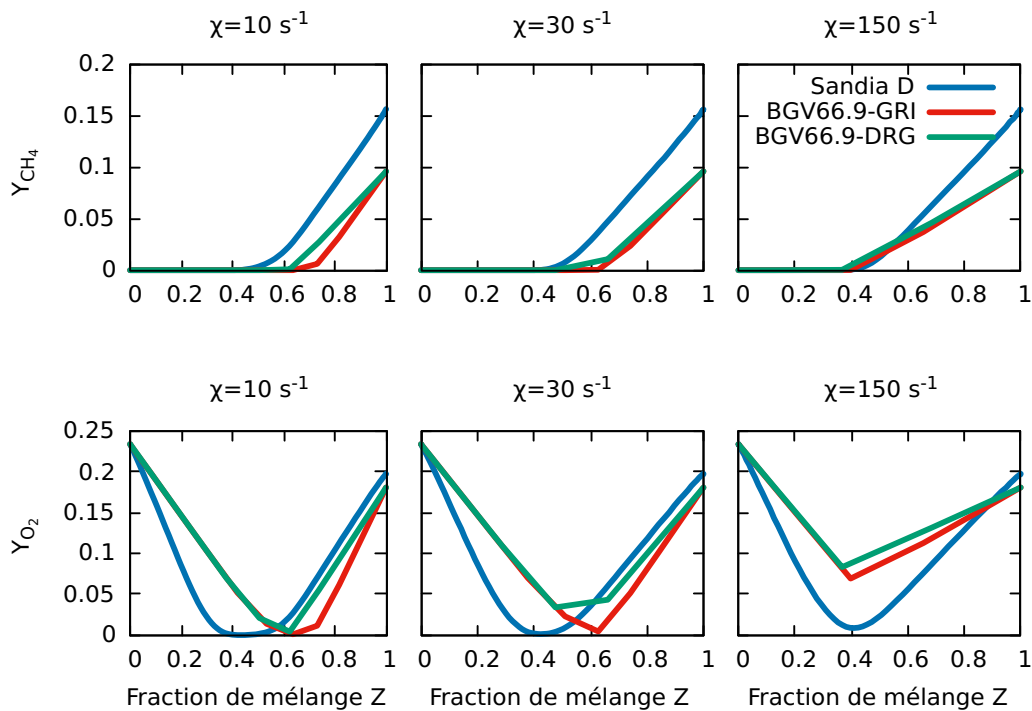 χ=10 s-1 χ=30 s-1 χ=150 s-1
0.2
0.15
0.1
0.05
0
YCH4
Sandia D
BGV66.9-GRI
BGV66.9-DRG
0 0.2 0.4 0.6 0.8 1 0 0.2 0.4 0.6 0.8 1 0 0.2 0.4 0.6 0.8 1
χ=10 s-1 χ=30 s-1 χ=150 s-1
0.25
0.2
0.15
0.1
0.05
0
YO2
0 0.2 0.4 0.6 0.8 1 0 0.2 0.4 0.6 0.8 1 0 0.2 0.4 0.6 0.8 1
Fraction de mélange Z Fraction de mélange Z Fraction de mélange Z